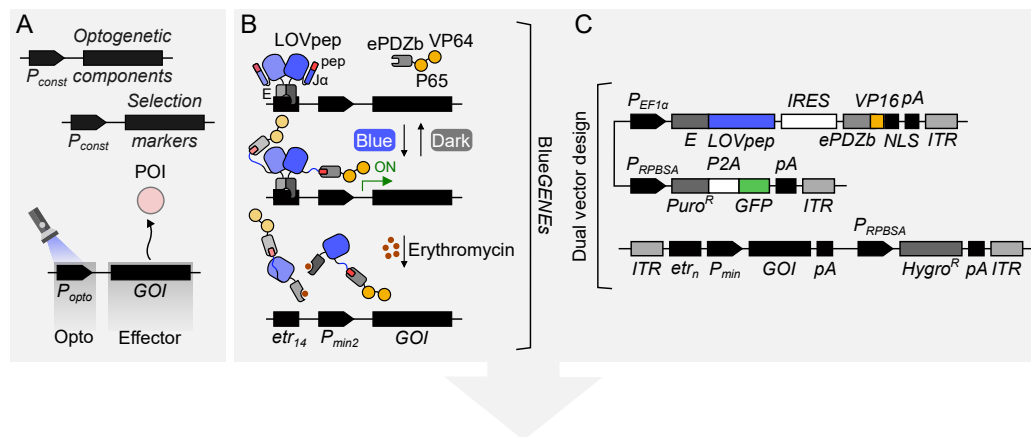 A
Optogenetic
P_const components
Selection
P_const markers
POI
P_opto GOI
Opto Effector
B
LOVpep ePDZb VP64
pep
Jα P65
E
Blue Dark
ON
Erythromycin
etr_14 P_min2 GOI
BlueGENEs
C
Dual vector design
P_EF1α IRES VP16 pA
E LOVpep ePDZb NLS ITR
P_RPBSA P2A pA
Puro^R GFP ITR
P_RPBSA
ITR etr_n P_min GOI pA Hygro^R pA ITR